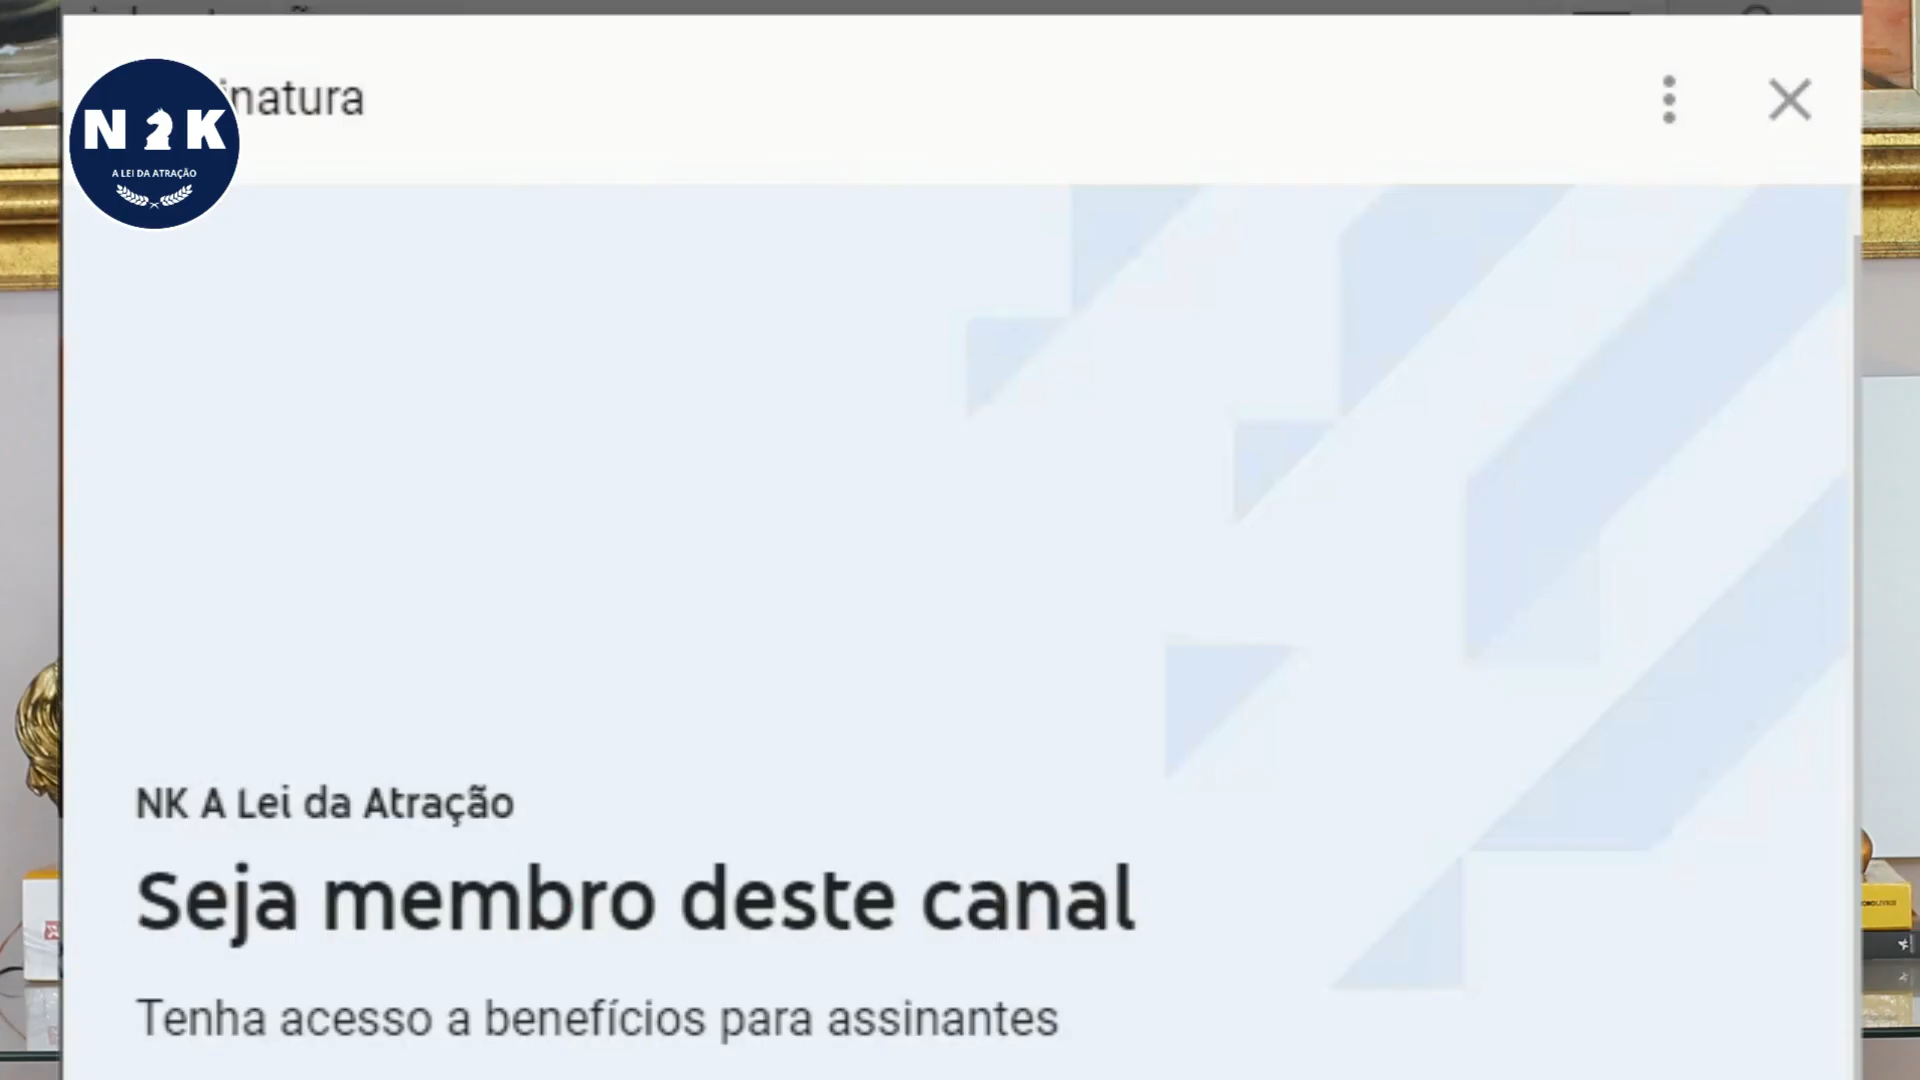 inatura
N K
A LEI DA ATRAÇÃO
NK A Lei da Atração
Seja membro deste canal
Tenha acesso a benefícios para assinantes